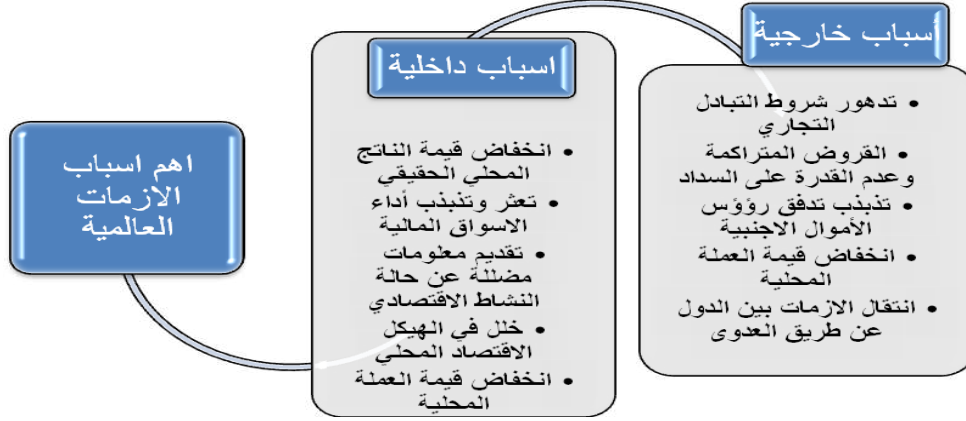 أسباب خارجية
• تدهور شروط التبادل
التجاري
• القروض المتراكمة
وعدم القدرة على السداد
• تذبذب تدفق رؤوس
الأموال الاجنبية
• انخفاض قيمة العملة
المحلية
• انتقال الازمات بين الدول
عن طريق العدوى
اسباب داخلية
• انخفاض قيمة الناتج
المحلي الحقيقي
• تعثر وتذبذب أداء
الاسواق المالية
• تقديم معلومات
مضللة عن حالة
النشاط الاقتصادي
• خلل في الهيكل
الاقتصاد المحلي
• انخفاض قيمة العملة
المحلية
اهم اسباب
الازمات
العالمية